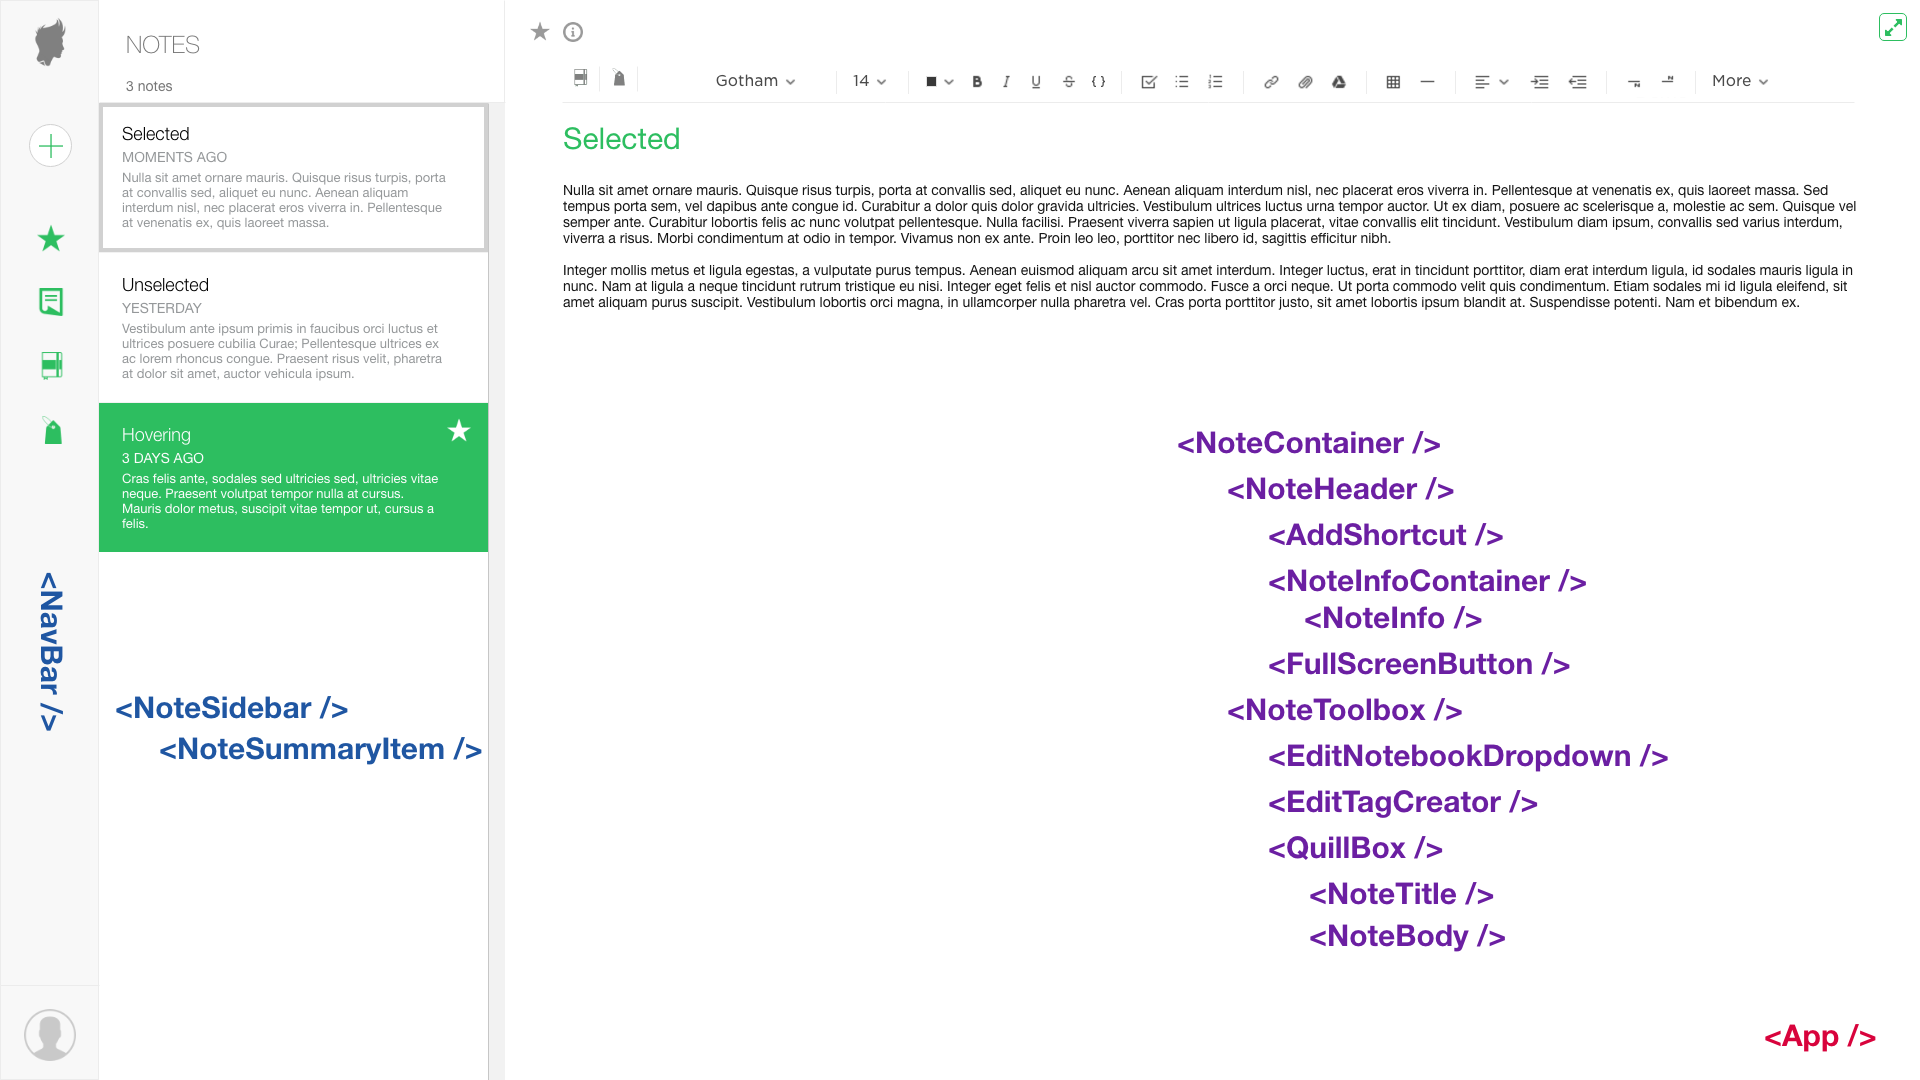 NOTES
3 notes
Selected
MOMENTS AGO
Nulla sit amet ornare mauris. Quisque risus turpis, porta
at convallis sed, aliquet eu nunc. Aenean aliquam
interdum nisl, nec placerat eros viverra in. Pellentesque
at venenatis ex, quis laoreet massa.
Unselected
YESTERDAY
Vestibulum ante ipsum primis in faucibus orci luctus et
ultrices posuere cubilia Curae; Pellentesque ultrices ex
ac lorem rhoncus congue. Praesent risus velit, pharetra
at dolor sit amet, auctor vehicula ipsum.
Hovering
3 DAYS AGO
Cras felis ante, sodales sed ultricies sed, ultricies vitae
neque. Praesent volutpat tempor nulla at cursus.
Mauris dolor metus, suscipit vitae tempor ut, cursus a
felis.
<NavBar />
<NoteSidebar />
<NoteSummaryItem />
Gotham 14 B I U S { } More
Selected
Nulla sit amet ornare mauris. Quisque risus turpis, porta at convallis sed, aliquet eu nunc. Aenean aliquam interdum nisl, nec placerat eros viverra in. Pellentesque at venenatis ex, quis laoreet massa. Sed
tempus porta sem, vel dapibus ante congue id. Curabitur a dolor quis dolor gravida ultricies. Vestibulum ultrices luctus urna tempor auctor. Ut ex diam, posuere ac scelerisque a, molestie ac sem. Quisque vel
semper ante. Curabitur lobortis felis ac nunc volutpat pellentesque. Nulla facilisi. Praesent viverra sapien ut ligula placerat, vitae convallis elit tincidunt. Vestibulum diam ipsum, convallis sed varius interdum,
viverra a risus. Morbi condimentum at odio in tempor. Vivamus non ex ante. Proin leo leo, porttitor nec libero id, sagittis efficitur nibh.
Integer mollis metus et ligula egestas, a vulputate purus tempus. Aenean euismod aliquam arcu sit amet interdum. Integer luctus, erat in tincidunt porttitor, diam erat interdum ligula, id sodales mauris ligula in
nunc. Nam at ligula a neque tincidunt rutrum tristique eu nisi. Integer eget felis et nisl auctor commodo. Fusce a orci neque. Ut porta commodo velit quis condimentum. Etiam sodales mi id ligula eleifend, sit
amet aliquam purus suscipit. Vestibulum lobortis orci magna, in ullamcorper nulla pharetra vel. Cras porta porttitor justo, sit amet lobortis ipsum blandit at. Suspendisse potenti. Nam et bibendum ex.
<NoteContainer />
<NoteHeader />
<AddShortcut />
<NoteInfoContainer />
<NoteInfo />
<FullScreenButton />
<NoteToolbox />
<EditNotebookDropdown />
<EditTagCreator />
<QuillBox />
<NoteTitle />
<NoteBody />
<App />